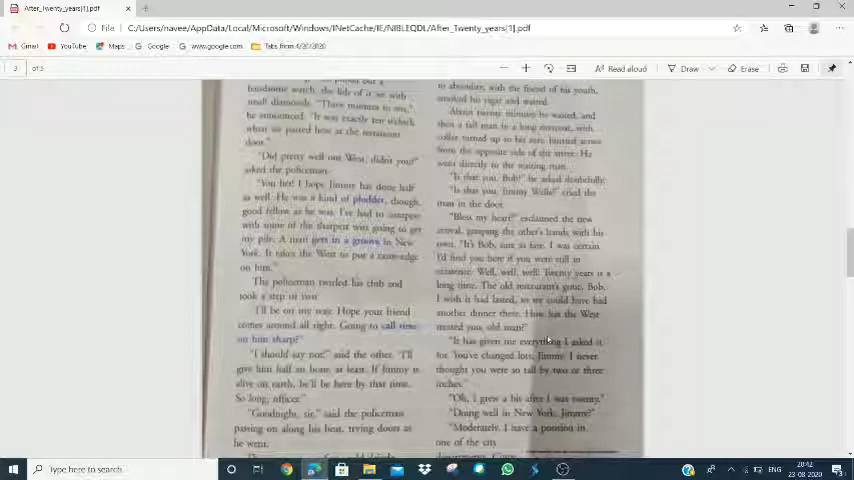 After_Twenty_years[1].pdf
File C:/Users/navee/AppData/Local/Microsoft/Windows/INetCache/IE/NIBLEQDL/After_Twenty_years[1].pdf
Gmail YouTube Maps Google www.google.com Tabs from 4/20/2020
3 of 5 Read aloud Draw Erase
handsome watch, the lids of it set with
small diamonds. "Three minutes to ten,"
he announced. "It was exactly ten o'clock
when we parted here at the restaurant
door."
"Did pretty well out West, didn't you?"
asked the policeman.
"You bet! I hope Jimmy has done half
as well. He was a kind of plodder, though,
good fellow as he was. I've had to compete
with some of the sharpest wits going to get
my pile. A man gets in a groove in New
York. It takes the West to put a razor-edge
on him."
The policeman twirled his club and
took a step or two.
"I'll be on my way. Hope your friend
comes around all right. Going to call time
on him sharp?"
"I should say not!" said the other. "I'll
give him half an hour, at least. If Jimmy is
alive on earth, he'll be here by that time.
So long, officer."
"Goodnight, sir," said the policeman
passing on along his beat, trying doors as
he went.
to absurdity, with the friend of his youth,
smoked his cigar and waited.
About twenty minutes he waited, and
then a tall man in a long overcoat, with
collar turned up to his ears, hurried across
from the opposite side of the street. He
went directly to the waiting man.
"Is that you, Bob?" he asked doubtfully.
"Is that you, Jimmy Wells?" cried the
man in the door.
"Bless my heart!" exclaimed the new
arrival, grasping the other's hands with his
own. "It's Bob, sure as fate. I was certain
I'd find you here if you were still in
existence. Well, well, well! Twenty years is a
long time. The old restaurant's gone, Bob.
I wish it had lasted, so we could have had
another dinner there. How has the West
treated you, old man?"
"It has given me everything I asked it
for. You've changed lots, Jimmy. I never
thought you were so tall by two or three
inches."
"Oh, I grew a bit after I was twenty."
"Doing well in New York, Jimmy?"
"Moderately. I have a position in
one of the city
Type here to search
20:42
23-08-2020